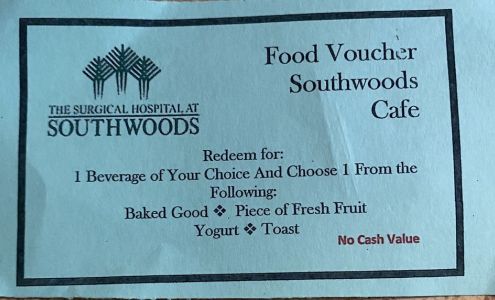 Food Voucher
Southwoods
Cafe
THE SURGICAL HOSPITAL AT
SOUTHWOODS
Redeem for:
1 Beverage of Your Choice And Choose 1 From the
Following:
Baked Good ❖ Piece of Fresh Fruit
Yogurt ❖ Toast
No Cash Value